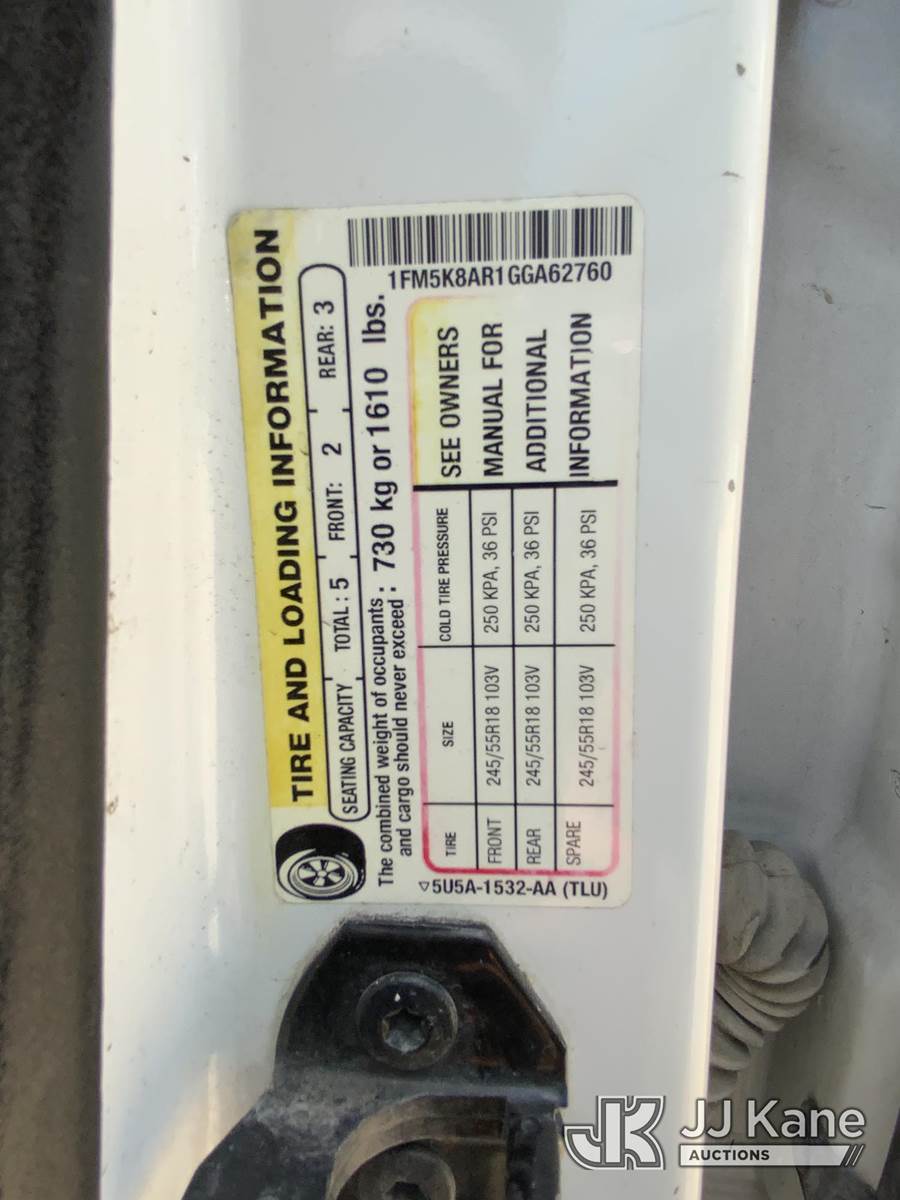 TIRE AND LOADING INFORMATION
SEATING CAPACITY TOTAL: 5 FRONT: 2 REAR: 3
The combined weight of occupants
and cargo should never exceed : 730 kg or 1610 lbs.
1FM5K8AR1GGA62760
TIRE SIZE COLD TIRE PRESSURE SEE OWNERS
FRONT 245/55R18 103V 250 KPA, 36 PSI MANUAL FOR
REAR 245/55R18 103V 250 KPA, 36 PSI ADDITIONAL
SPARE 245/55R18 103V 250 KPA, 36 PSI INFORMATION
▽5U5A-1532-AA (TLU)
JK JJ Kane
AUCTIONS